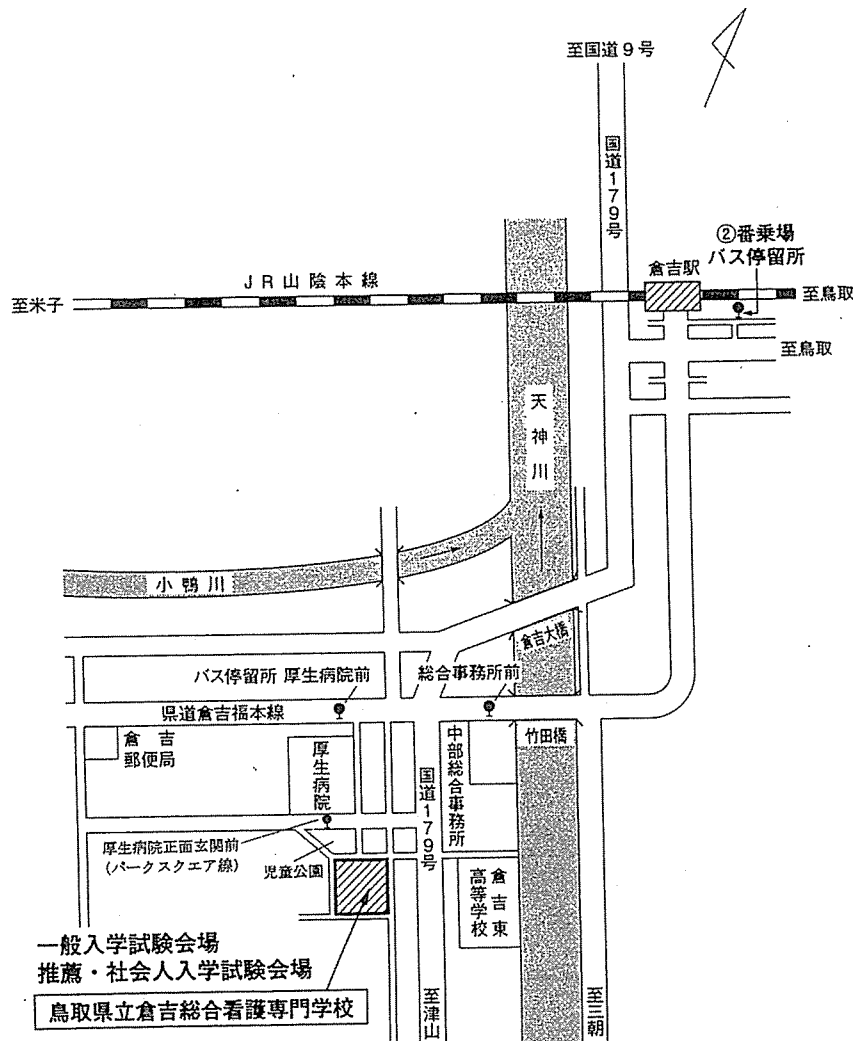 至国道9号
国道179号
②番乗場
バス停留所
倉吉駅
JR山陰本線
至米子
至鳥取
至鳥取
天神川
小鴨川
倉吉大橋
バス停留所 厚生病院前
総合事務所前
県道倉吉福本線
倉吉
郵便局
厚生病院
国道179号
中部総合事務所
竹田橋
厚生病院正面玄関前
(パークスクエア線)
児童公園
倉吉東
高等学校
一般入学試験会場
推薦・社会人入学試験会場
鳥取県立倉吉総合看護専門学校
至津山
至三朝